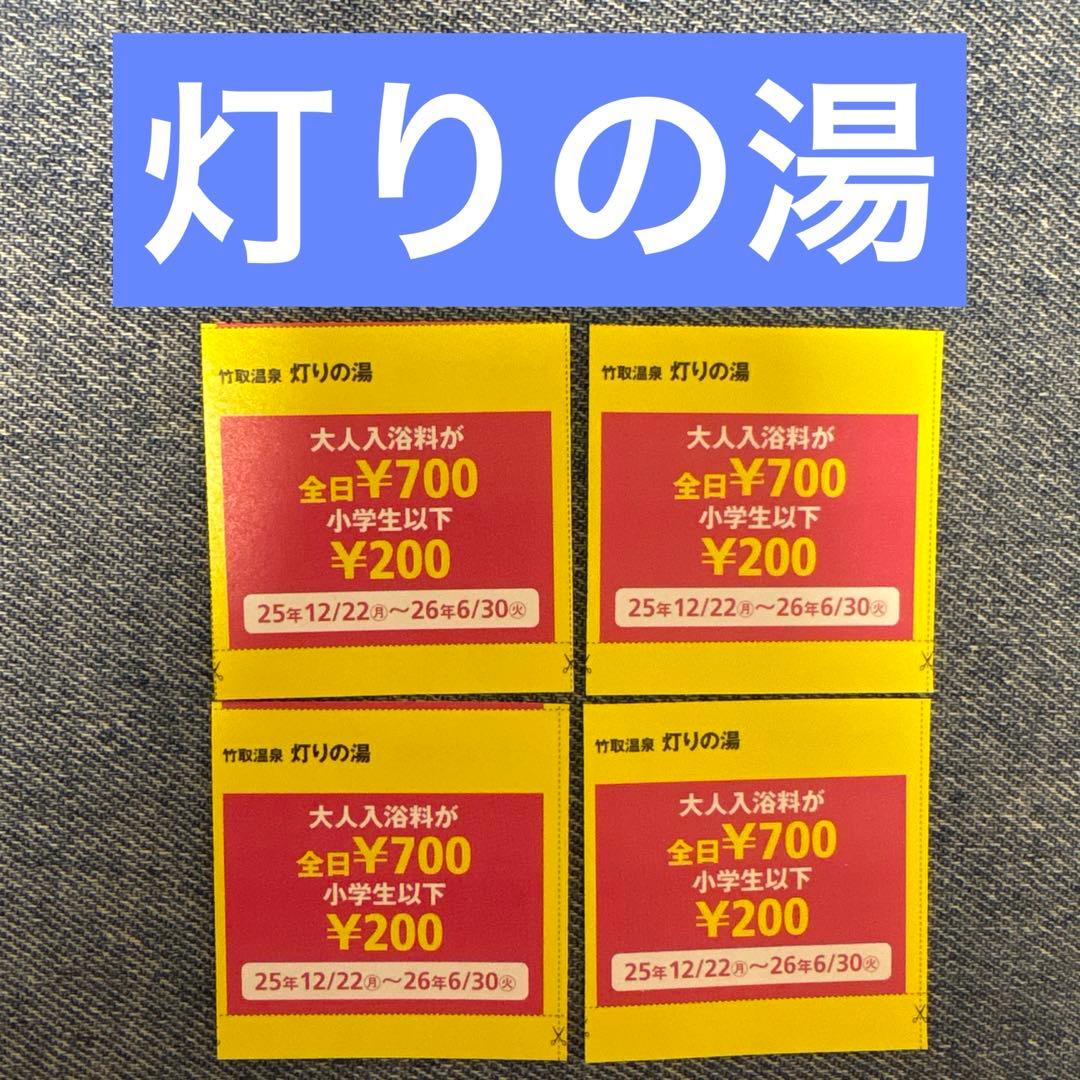 灯りの湯
竹取温泉 灯りの湯
大人入浴料が
全日¥700
小学生以下
¥200
25年12/22㊊～26年6/30㊋
竹取温泉 灯りの湯
大人入浴料が
全日¥700
小学生以下
¥200
25年12/22㊊～26年6/30㊋
竹取温泉 灯りの湯
大人入浴料が
全日¥700
小学生以下
¥200
25年12/22㊊～26年6/30㊋
竹取温泉 灯りの湯
大人入浴料が
全日¥700
小学生以下
¥200
25年12/22㊊～26年6/30㊋